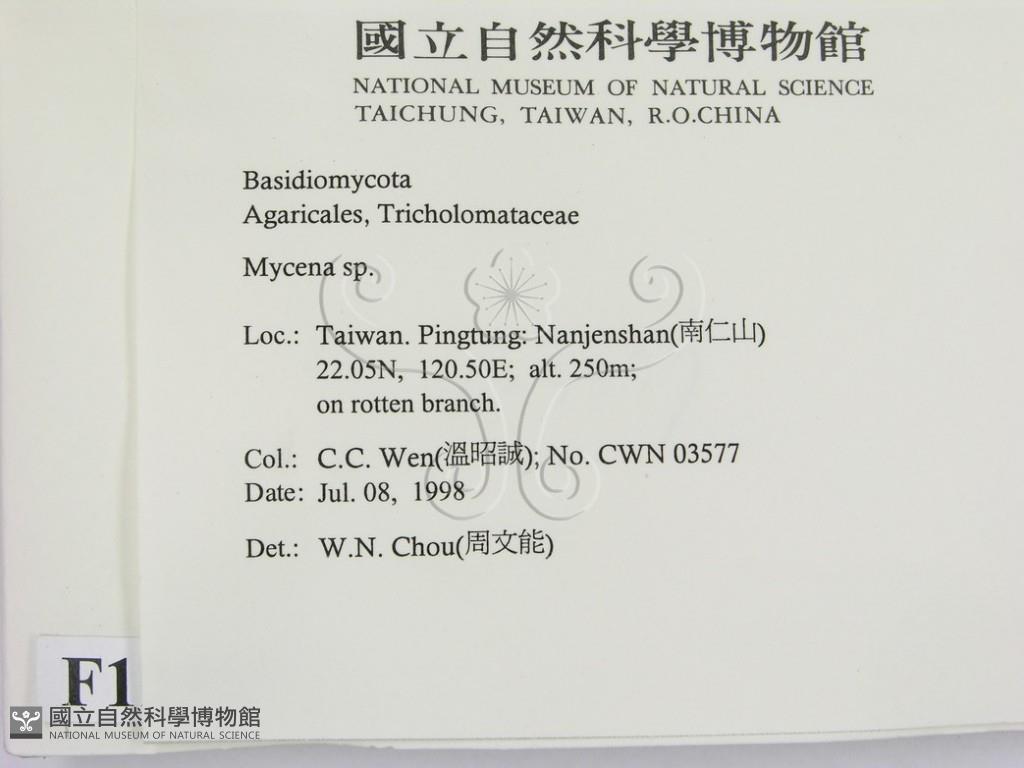 國立自然科學博物館
NATIONAL MUSEUM OF NATURAL SCIENCE
TAICHUNG, TAIWAN, R.O.CHINA
Basidiomycota
Agaricales, Tricholomataceae
Mycena sp.
Loc.: Taiwan. Pingtung: Nanjenshan(南仁山)
22.05N, 120.50E; alt. 250m;
on rotten branch.
Col.: C.C. Wen(溫昭誠); No. CWN 03577
Date: Jul. 08, 1998
Det.: W.N. Chou(周文能)
F1
國立自然科學博物館
NATIONAL MUSEUM OF NATURAL SCIENCE